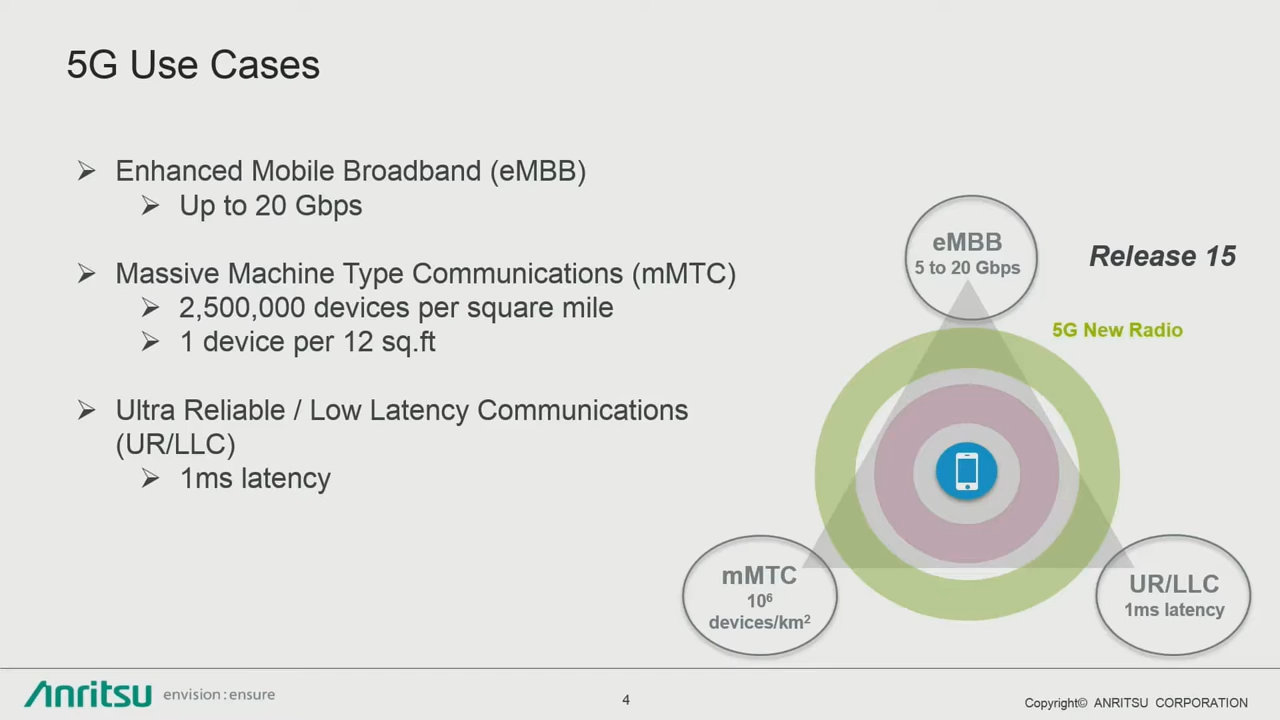 5G Use Cases
Enhanced Mobile Broadband (eMBB)
Up to 20 Gbps
Massive Machine Type Communications (mMTC)
2,500,000 devices per square mile
1 device per 12 sq.ft
Ultra Reliable / Low Latency Communications
(UR/LLC)
1ms latency
eMBB
5 to 20 Gbps
Release 15
5G New Radio
mMTC
10⁶
devices/km²
UR/LLC
1ms latency
Anritsu envision : ensure
4
Copyright© ANRITSU CORPORATION